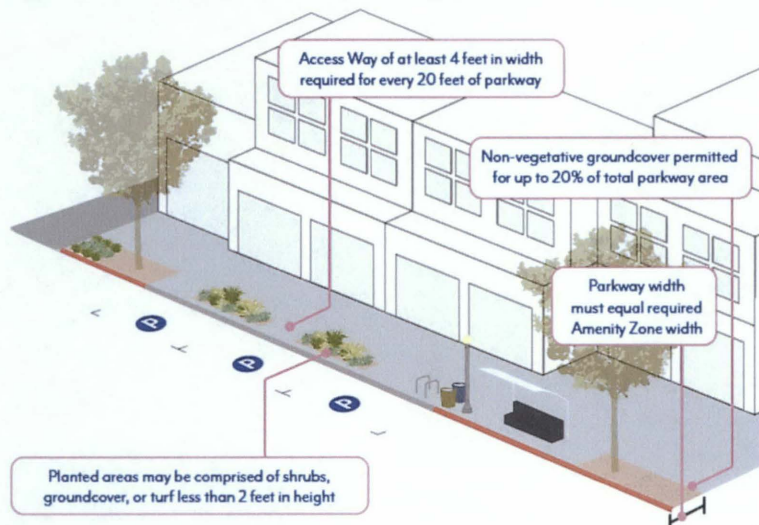 Access Way of at least 4 feet in width
required for every 20 feet of parkway
Non-vegetative groundcover permitted
for up to 20% of total parkway area
Parkway width
must equal required
Amenity Zone width
P
P
P
Planted areas may be comprised of shrubs,
groundcover, or turf less than 2 feet in height